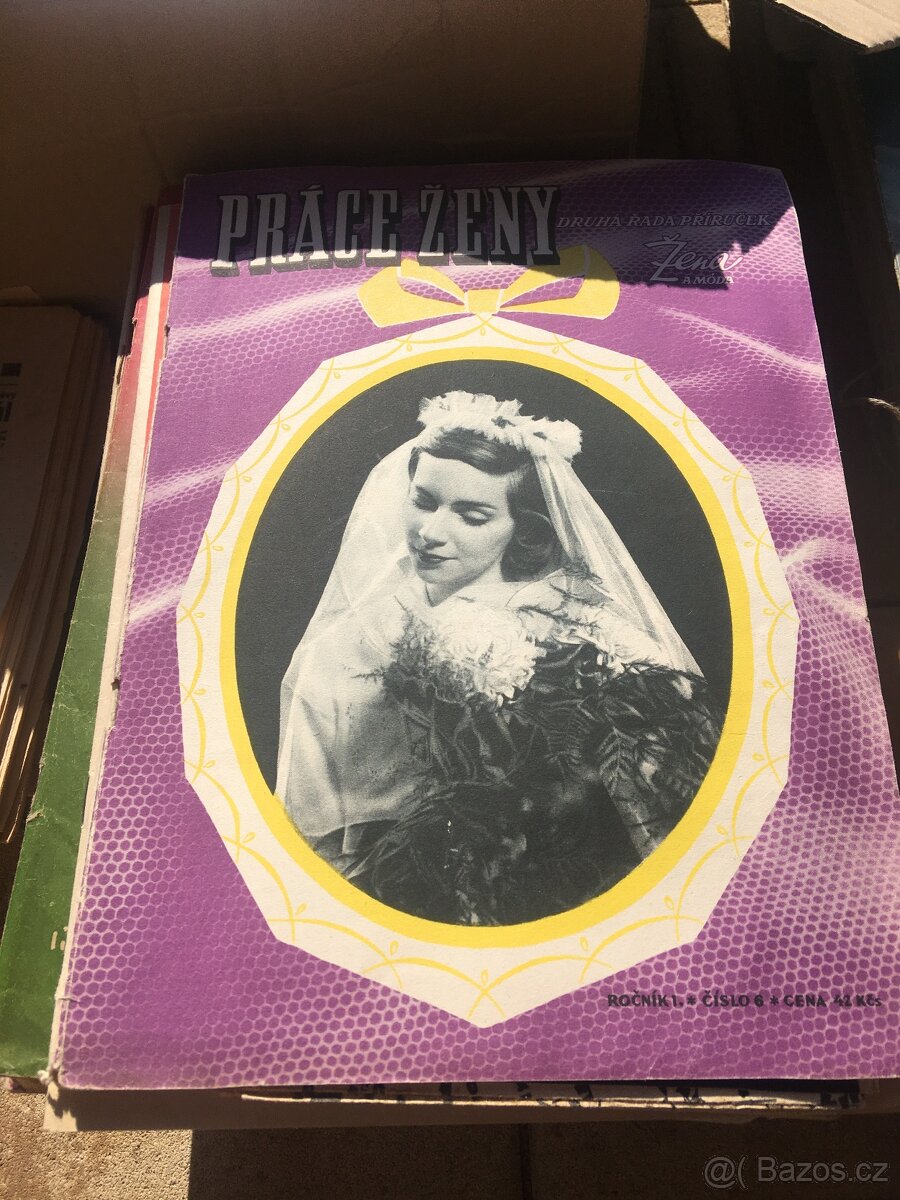 PRÁCE ŽENY
DRUHÁ ŘADA PŘÍRUČEK
Žena
A MÓDA
ROČNÍK I. * ČÍSLO 6 * CENA 42 Kčs
@( Bazos.cz